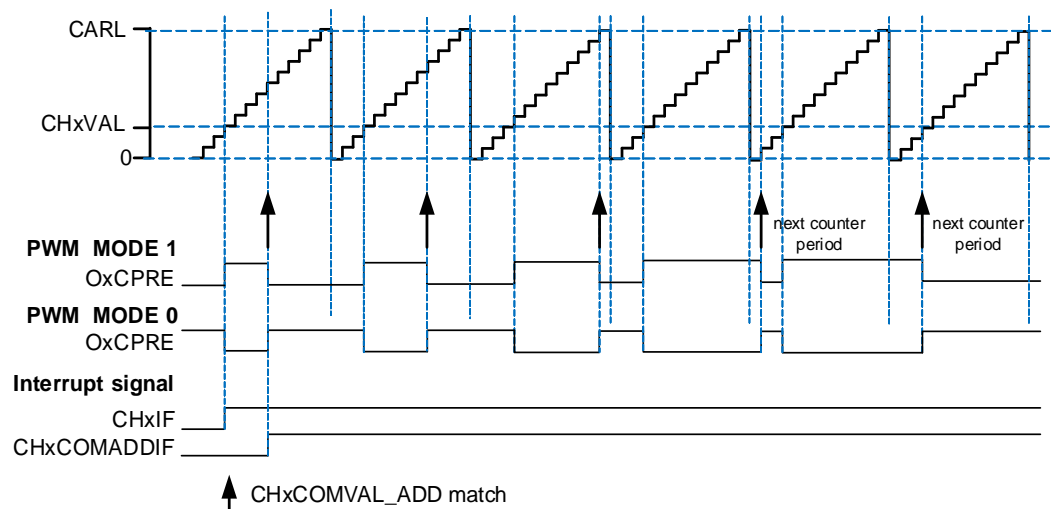 CARL
CHxVAL
0
next counter
period
next counter
period
PWM MODE 1
OxCPRE
PWM MODE 0
OxCPRE
Interrupt signal
CHxIF
CHxCOMADDIF
CHxCOMVAL_ADD match